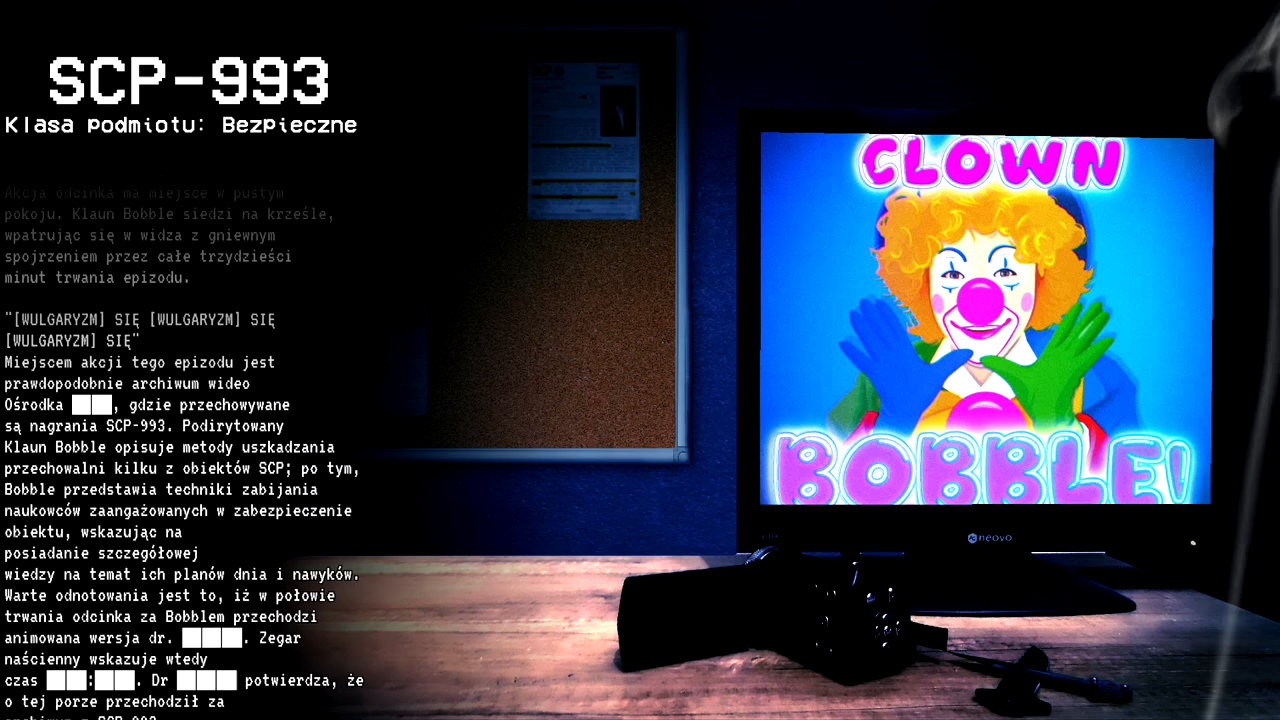 SCP-993
Klasa podmiotu: Bezpieczne
Akcja odcinka ma miejsce w pustym
pokoju. Klaun Bobble siedzi na krześle,
wpatrując się w widza z gniewnym
spojrzeniem przez całe trzydzieści
minut trwania epizodu.
"[WULGARYZM] SIĘ [WULGARYZM] SIĘ
[WULGARYZM] SIĘ"
Miejscem akcji tego epizodu jest
prawdopodobnie archiwum wideo
Ośrodka ██, gdzie przechowywane
są nagrania SCP-993. Podirytowany
Klaun Bobble opisuje metody uszkadzania
przechowalni kilku z obiektów SCP; po tym,
Bobble przedstawia techniki zabijania
naukowców zaangażowanych w zabezpieczenie
obiektu, wskazując na
posiadanie szczegółowej
wiedzy na temat ich planów dnia i nawyków.
Warte odnotowania jest to, iż w połowie
trwania odcinka za Bobblem przechodzi
animowana wersja dr. ███. Zegar
naścienny wskazuje wtedy
czas ██:██. Dr ███ potwierdza, że
o tej porze przechodził za
CLOWN
BOBBLE!
neovo